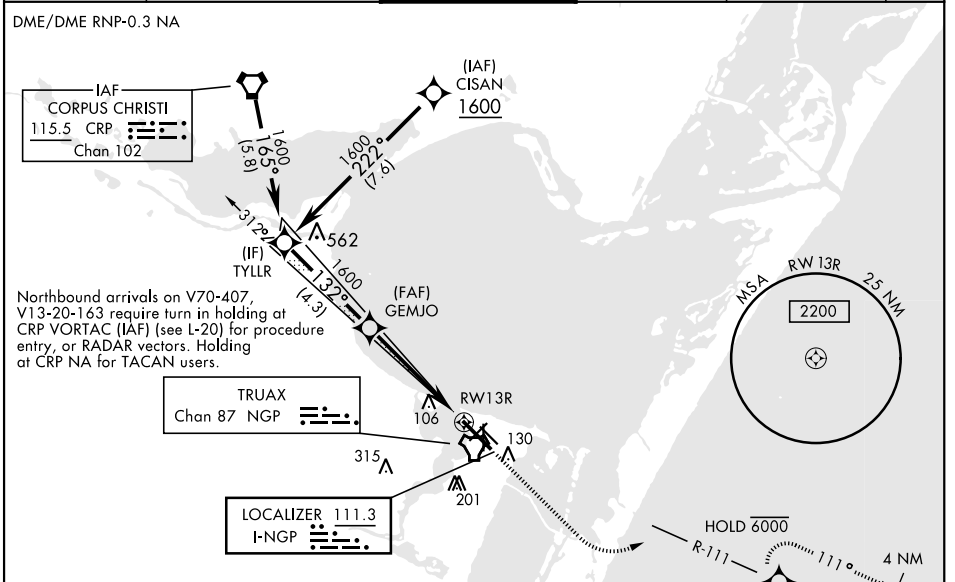 DME/DME RNP-0.3 NA
IAF
CORPUS CHRISTI
115.5 CRP
Chan 102
(IAF)
CISAN
1600
1600
165°
(5.8)
1600
222°
(7.6)
312°
(IF)
TYLLR
562
1600
132°
(4.3)
(FAF)
GEMJO
Northbound arrivals on V70-407,
V13-20-163 require turn in holding at
CRP VORTAC (IAF) (see L-20) for procedure
entry, or RADAR vectors. Holding
at CRP NA for TACAN users.
MSA RW 13R 25 NM
2200
TRUAX
Chan 87 NGP
106
RW13R
130
315
201
LOCALIZER 111.3
I-NGP
HOLD 6000
R-111
111°
4 NM